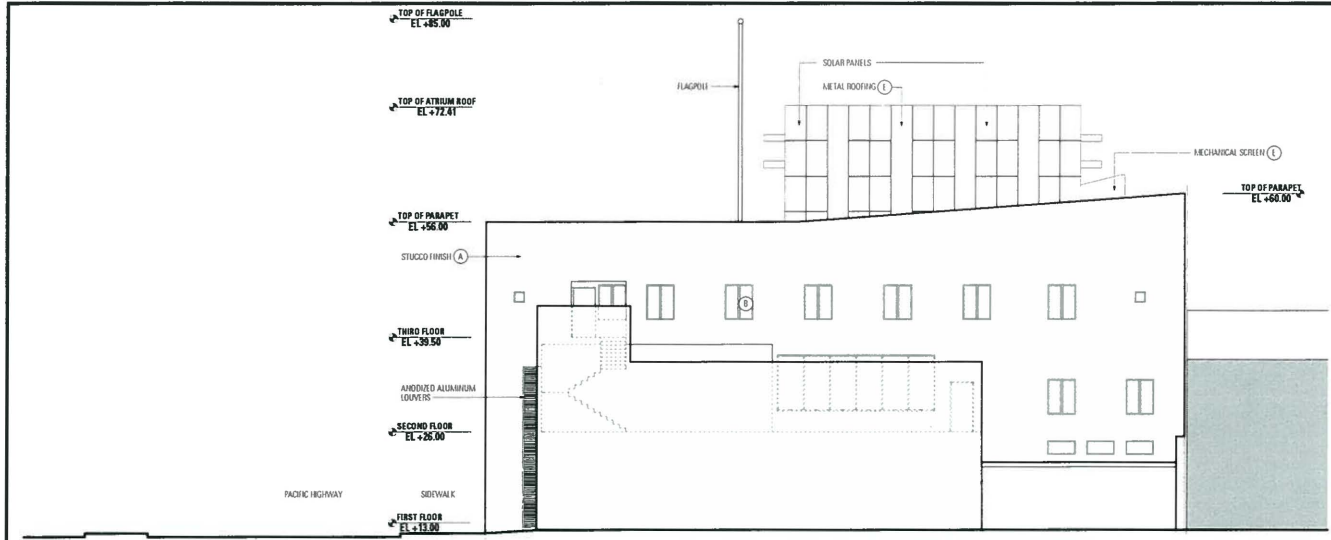 TOP OF FLAGPOLE
EL +85.00
SOLAR PANELS
FLAGPOLE
METAL ROOFING E
TOP OF ATRIUM ROOF
EL +72.41
MECHANICAL SCREEN E
TOP OF PARAPET
EL +60.00
TOP OF PARAPET
EL +56.00
STUCCO FINISH A
B
THIRD FLOOR
EL +39.50
ANODIZED ALUMINUM
LOUVERS
SECOND FLOOR
EL +26.00
PACIFIC HIGHWAY
SIDEWALK
FIRST FLOOR
EL +13.00